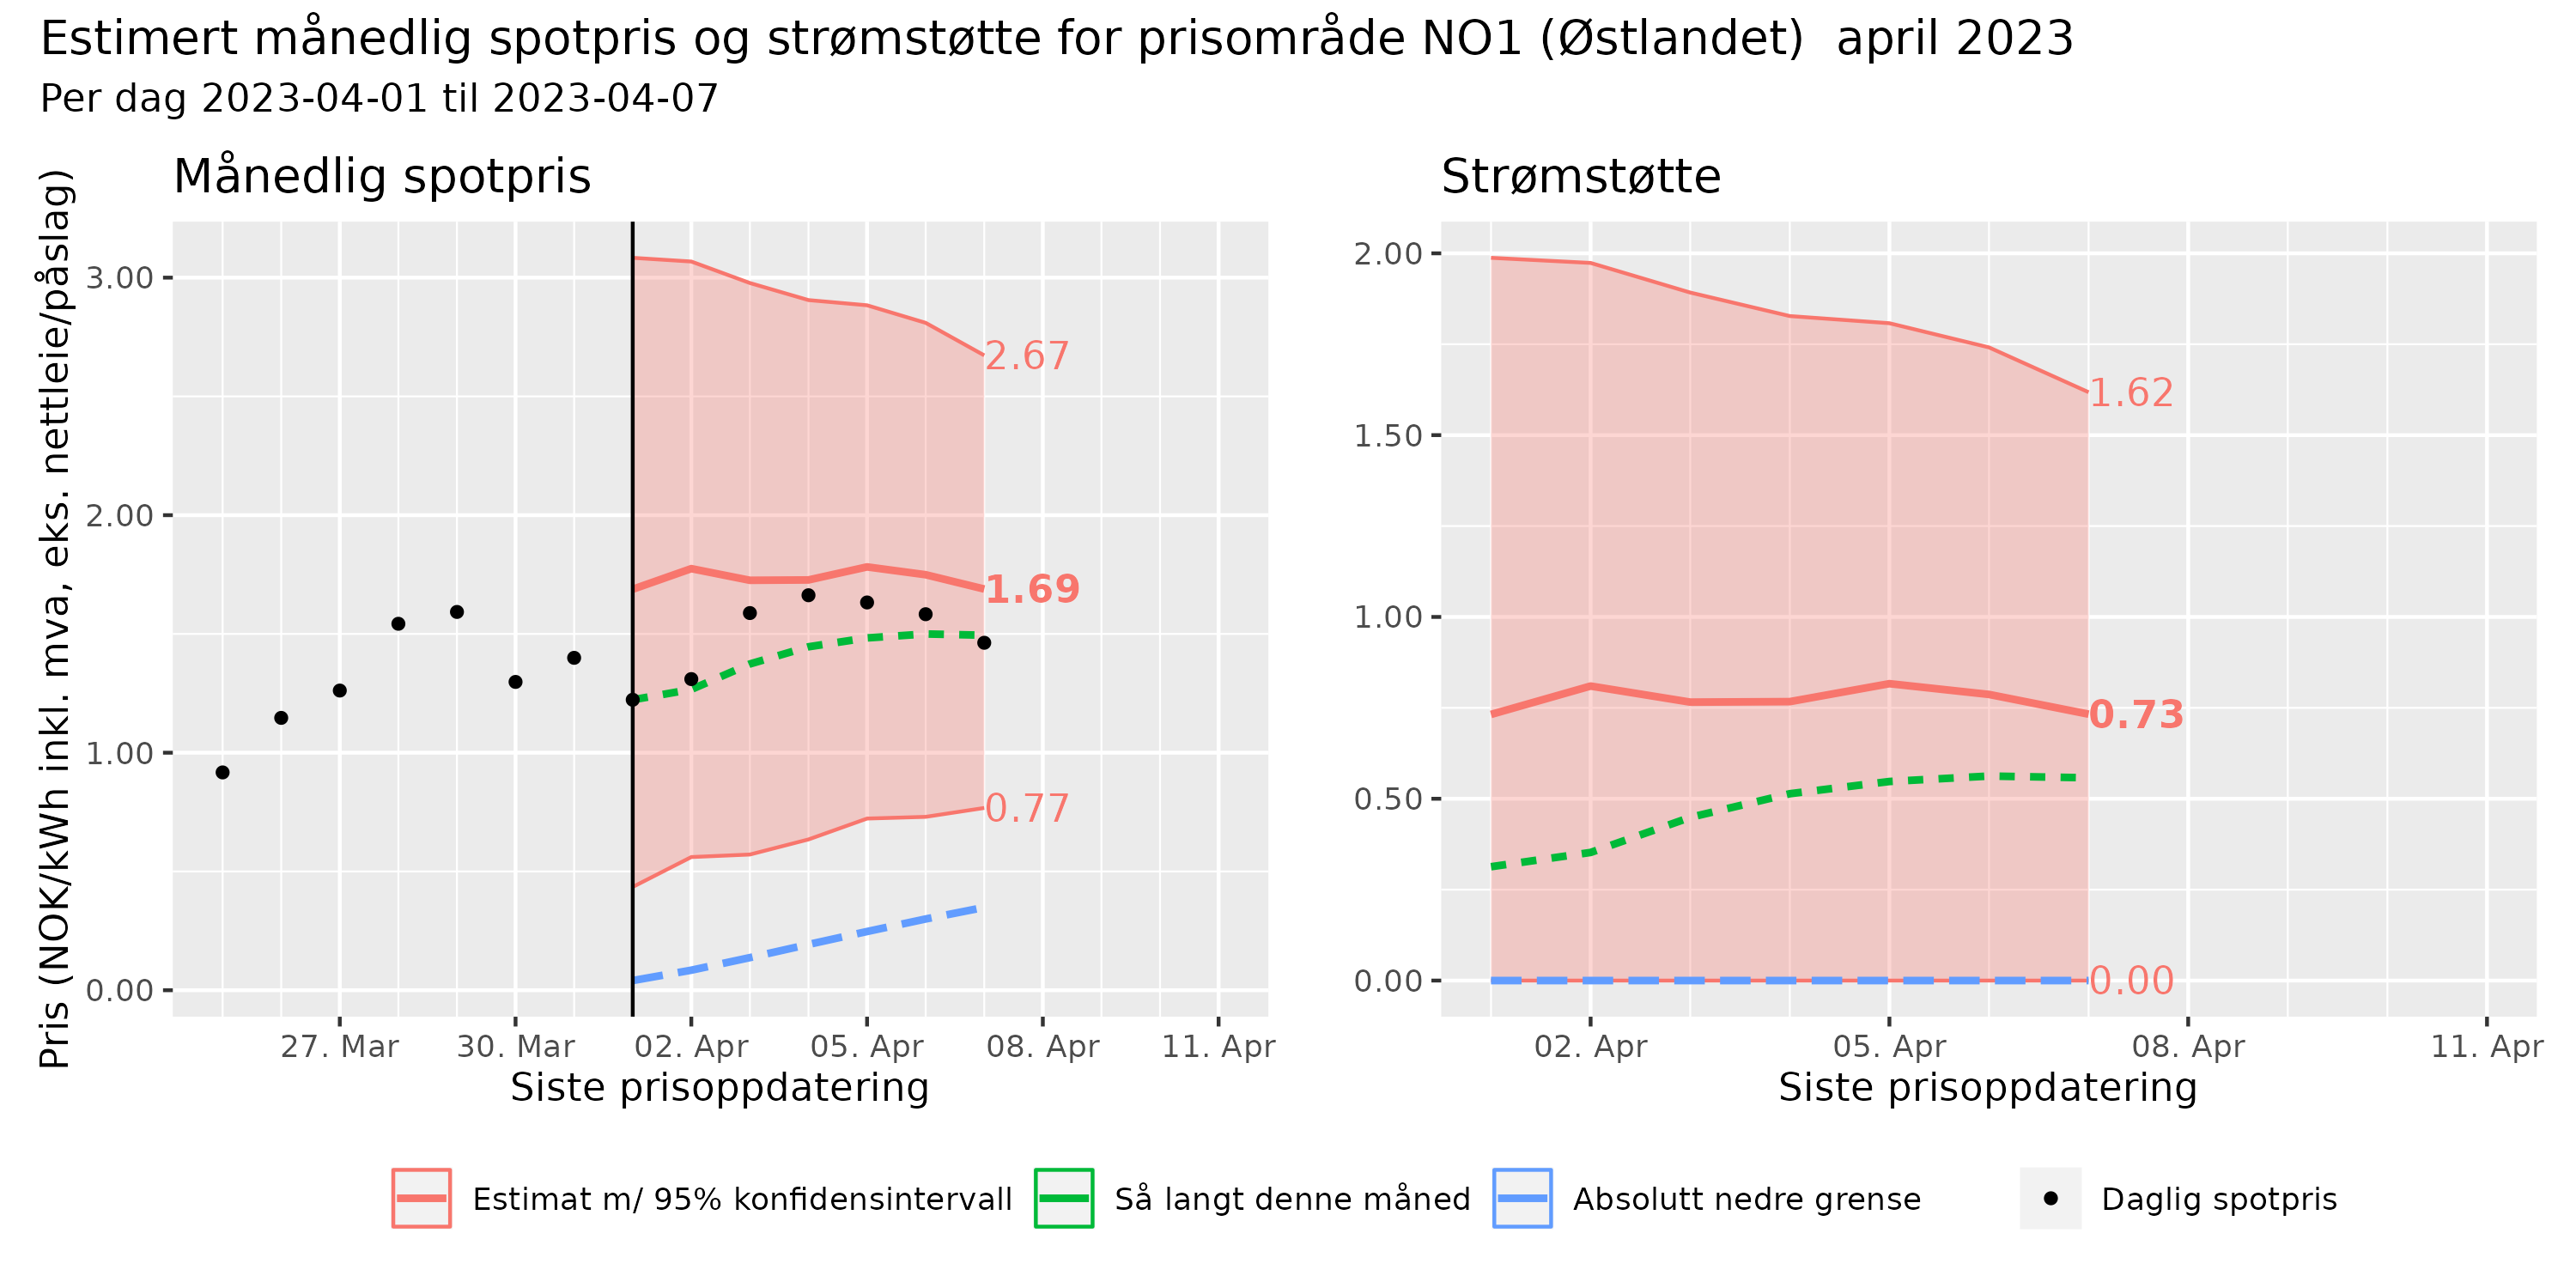 Estimert månedlig spotpris og strømstøtte for prisområde NO1 (Østlandet)  april 2023
Per dag 2023-04-01 til 2023-04-07
Månedlig spotpris
Pris (NOK/kWh inkl. mva, eks. nettleie/påslag)
3.00
2.00
1.00
0.00
2.67
1.69
0.77
27. Mar 30. Mar 02. Apr 05. Apr 08. Apr 11. Apr
Siste prisoppdatering
Strømstøtte
2.00
1.50
1.00
0.50
0.00
1.62
0.73
0.00
02. Apr 05. Apr 08. Apr 11. Apr
Siste prisoppdatering
Estimat m/ 95% konfidensintervall Så langt denne måned Absolutt nedre grense Daglig spotpris